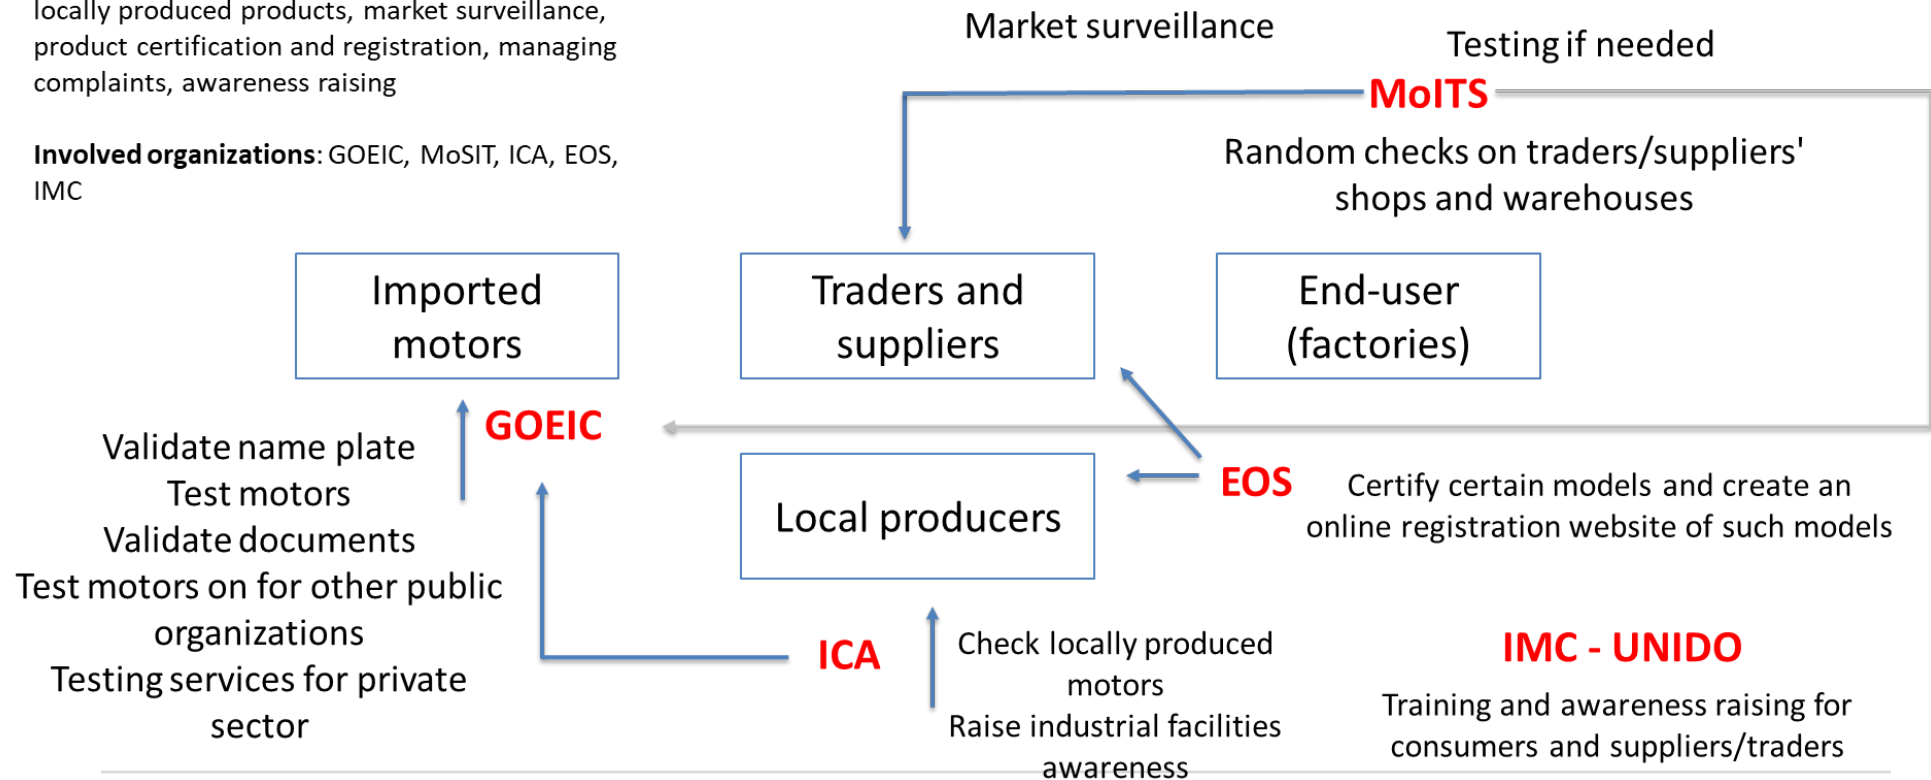 locally produced products, market surveillance,
product certification and registration, managing
complaints, awareness raising
Involved organizations: GOEIC, MoSIT, ICA, EOS,
IMC
Market surveillance
Testing if needed
MoITS
Random checks on traders/suppliers'
shops and warehouses
Imported
motors
Traders and
suppliers
End-user
(factories)
GOEIC
Validate name plate
Test motors
Validate documents
Test motors on for other public
organizations
Testing services for private
sector
Local producers
EOS
Certify certain models and create an
online registration website of such models
ICA
Check locally produced
motors
Raise industrial facilities
awareness
IMC - UNIDO
Training and awareness raising for
consumers and suppliers/traders